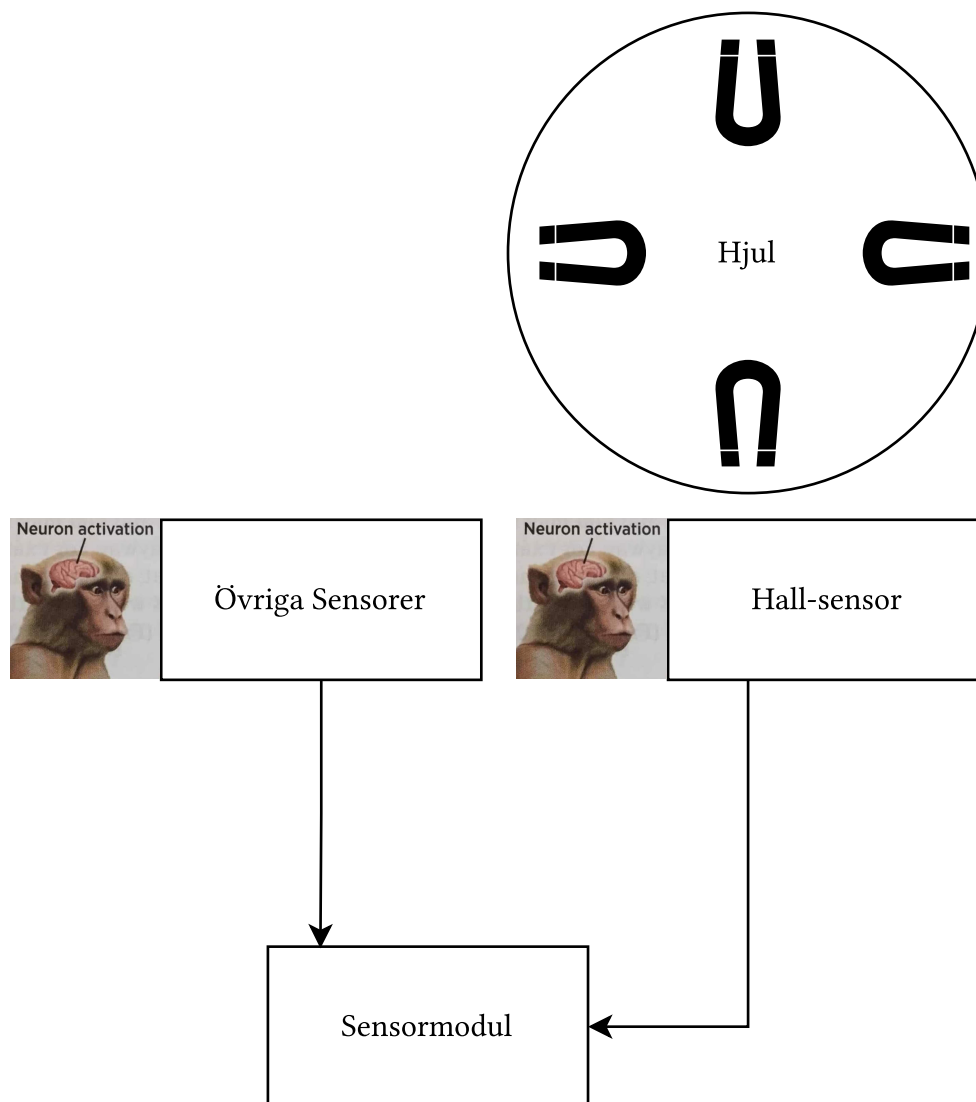 Hjul
Neuron activation
Övriga Sensorer
Neuron activation
Hall-sensor
Sensormodul